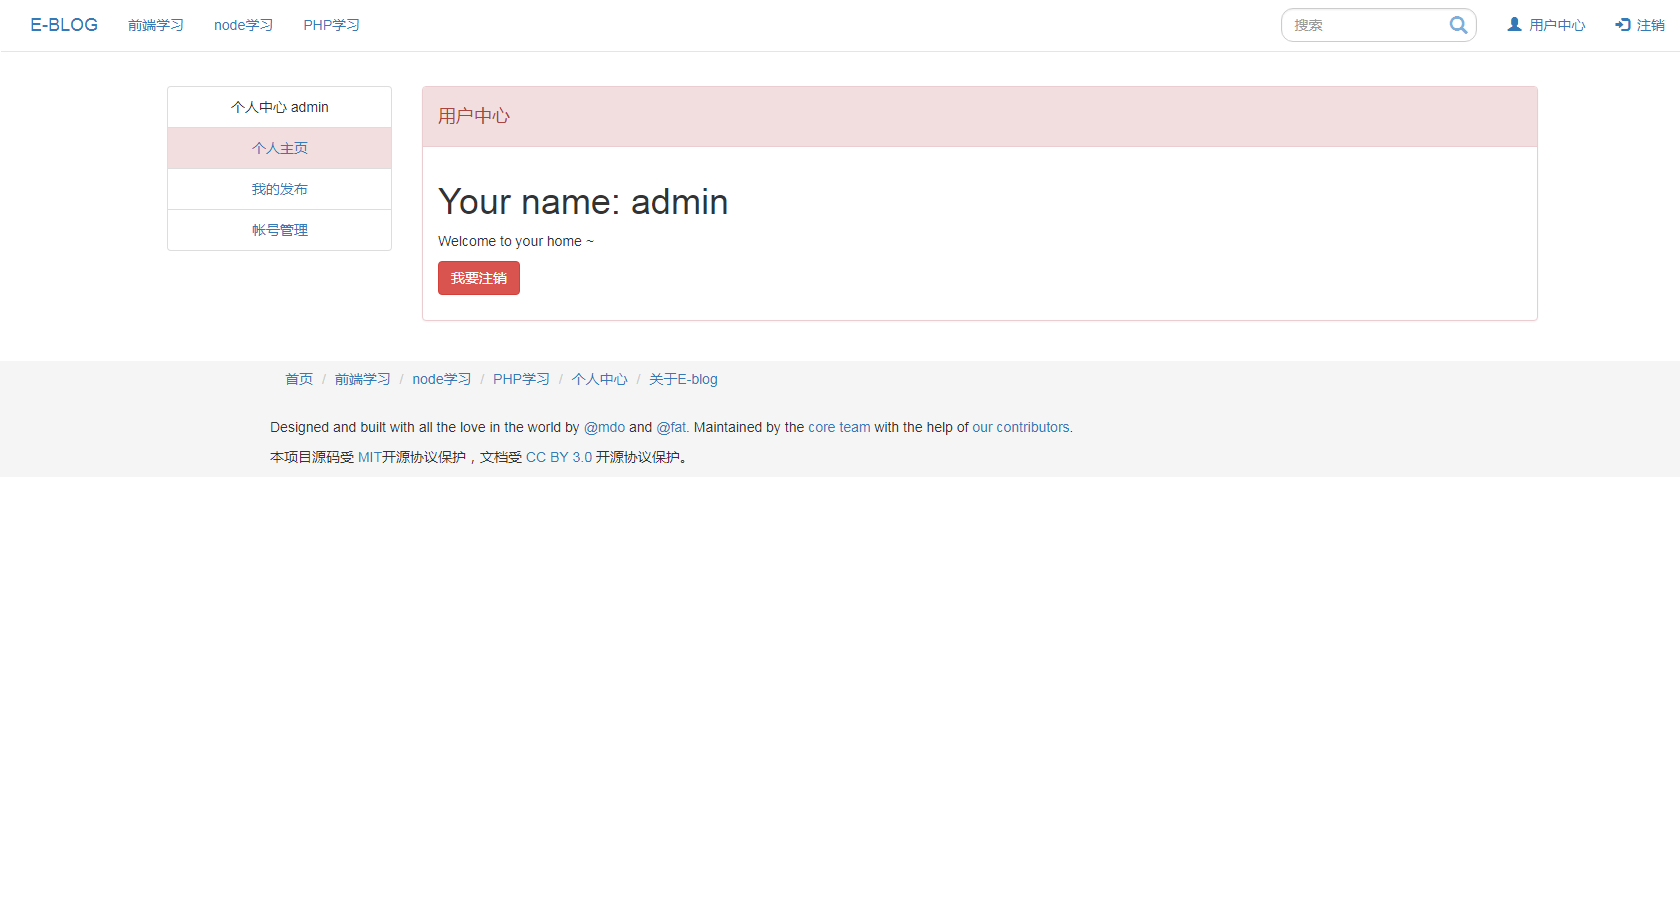 E-BLOG 前端学习 node学习 PHP学习 搜索 用户中心 注销
个人中心 admin
个人主页
我的发布
帐号管理
用户中心
Your name: admin
Welcome to your home ~
我要注销
首页 / 前端学习 / node学习 / PHP学习 / 个人中心 / 关于E-blog
Designed and built with all the love in the world by @mdo and @fat. Maintained by the core team with the help of our contributors.
本项目源码受 MIT开源协议保护，文档受 CC BY 3.0 开源协议保护。